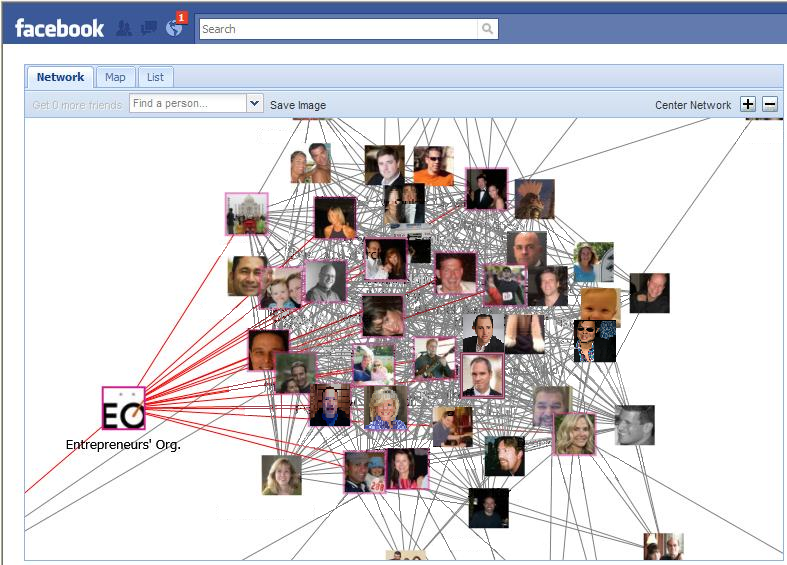 facebook
1
Search
Network Map List
Get 0 more friends Find a person... Save Image Center Network
EO
Entrepreneurs' Org.